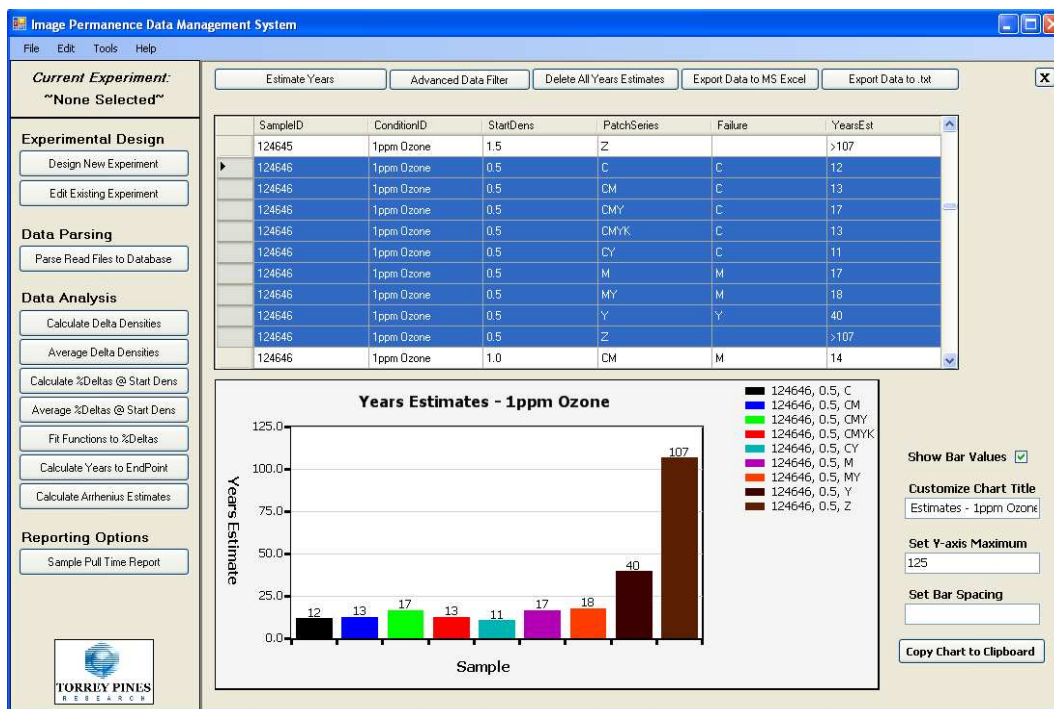 Image Permanence Data Management System
File Edit Tools Help
Current Experiment:
~None Selected~
Experimental Design
Design New Experiment
Edit Existing Experiment
Data Parsing
Parse Read Files to Database
Data Analysis
Calculate Delta Densities
Average Delta Densities
Calculate %Deltas @ Start Dens
Average %Deltas @ Start Dens
Fit Functions to %Deltas
Calculate Years to EndPoint
Calculate Arrhenius Estimates
Reporting Options
Sample Pull Time Report
TORREY PINES
RESEARCH
Estimate Years Advanced Data Filter Delete All Years Estimates Export Data to MS Excel Export Data to .txt X
SampleID ConditionID StartDens PatchSeries Failure YearsEst
124645 1ppm Ozone 1.5 Z >107
124646 1ppm Ozone 0.5 C C 12
124646 1ppm Ozone 0.5 CM C 13
124646 1ppm Ozone 0.5 CMY C 17
124646 1ppm Ozone 0.5 CMYK C 13
124646 1ppm Ozone 0.5 CY C 11
124646 1ppm Ozone 0.5 M M 17
124646 1ppm Ozone 0.5 MY M 18
124646 1ppm Ozone 0.5 Y Y 40
124646 1ppm Ozone 0.5 Z >107
124646 1ppm Ozone 1.0 CM M 14
Years Estimates - 1ppm Ozone
Years Estimate
125.0
100.0
75.0
50.0
25.0
0.0
12 13 17 13 11 17 18 40 107
Sample
124646, 0.5, C
124646, 0.5, CM
124646, 0.5, CMY
124646, 0.5, CMYK
124646, 0.5, CY
124646, 0.5, M
124646, 0.5, MY
124646, 0.5, Y
124646, 0.5, Z
Show Bar Values
Customize Chart Title
Estimates - 1ppm Ozone
Set Y-axis Maximum
125
Set Bar Spacing
Copy Chart to Clipboard